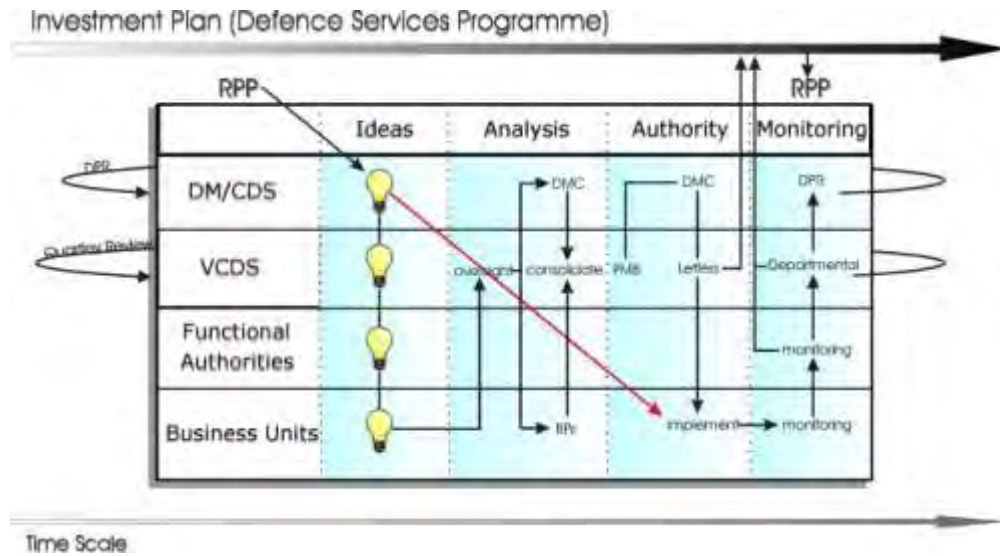 Investment Plan (Defence Services Programme)
RPP
RPP
Ideas Analysis Authority Monitoring
DPR
DM/CDS DMC DMC DPR
VCDS oversight consolidate PMB Departmental
Functional
Authorities
monitoring
Business Units BPs implement monitoring
Time Scale